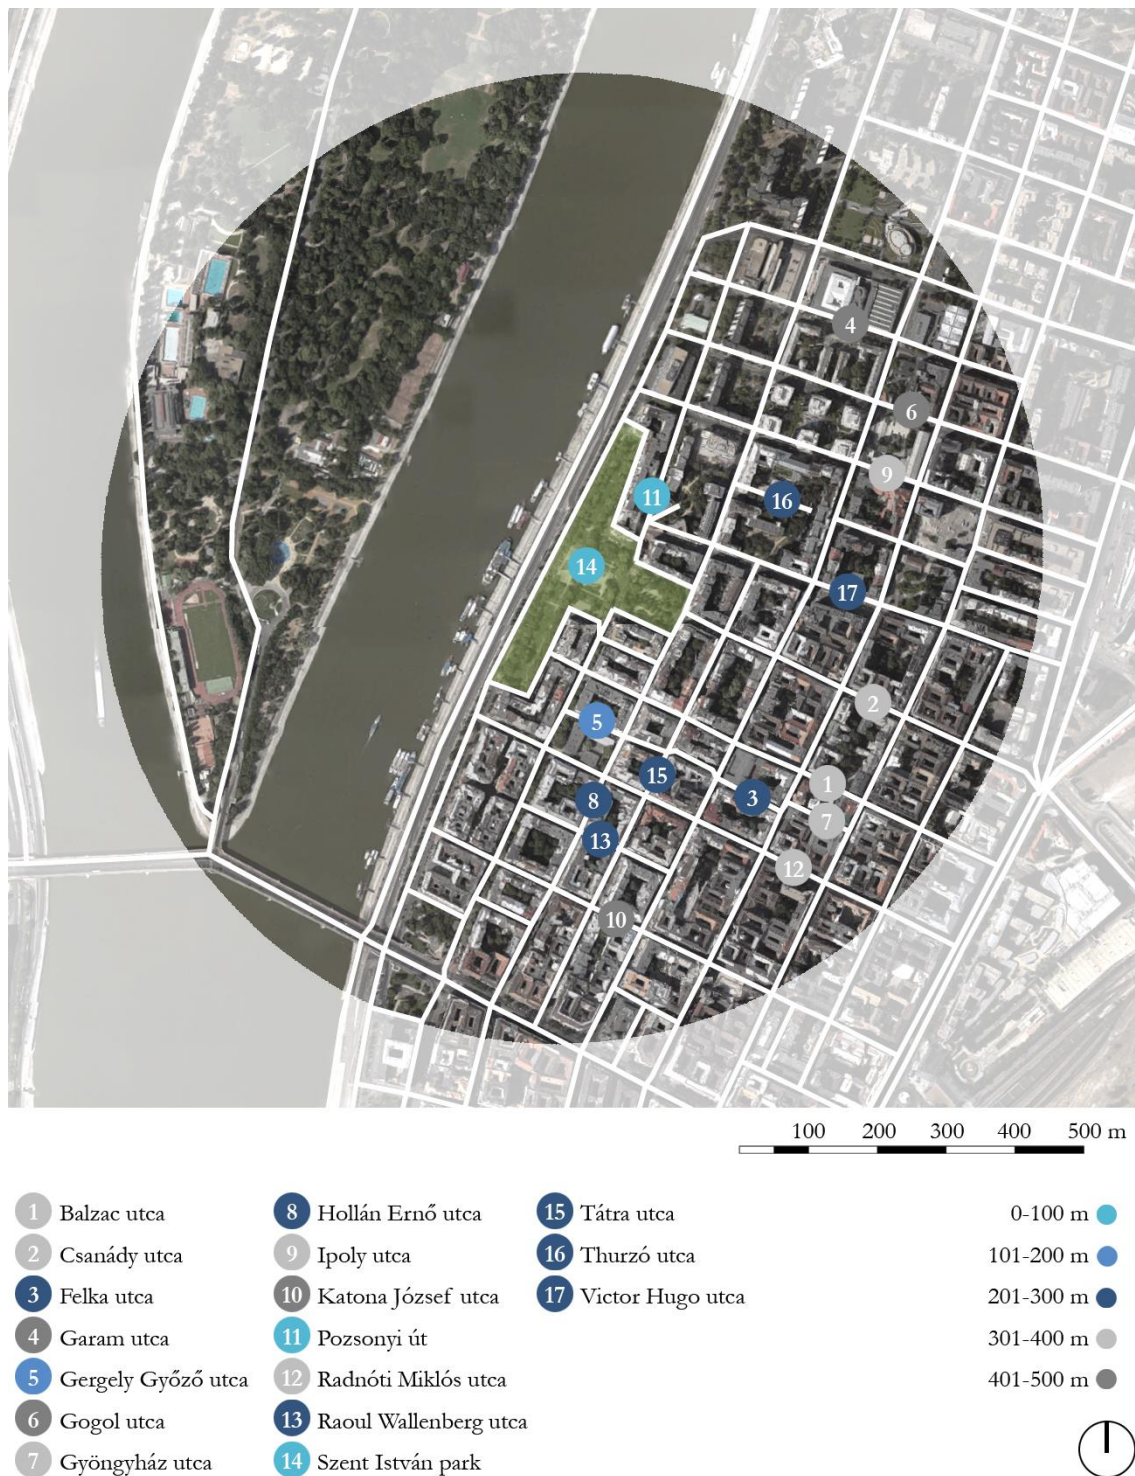 4
6
9
11
16
14
17
2
5
15
1
3
8
7
13
12
10
100 200 300 400 500 m
1 Balzac utca
2 Csanády utca
3 Felka utca
4 Garam utca
5 Gergely Győző utca
6 Gogol utca
7 Gyöngyház utca
8 Hollán Ernő utca
9 Ipoly utca
10 Katona József utca
11 Pozsonyi út
12 Radnóti Miklós utca
13 Raoul Wallenberg utca
14 Szent István park
15 Tátra utca
16 Thurzó utca
17 Victor Hugo utca
0-100 m
101-200 m
201-300 m
301-400 m
401-500 m